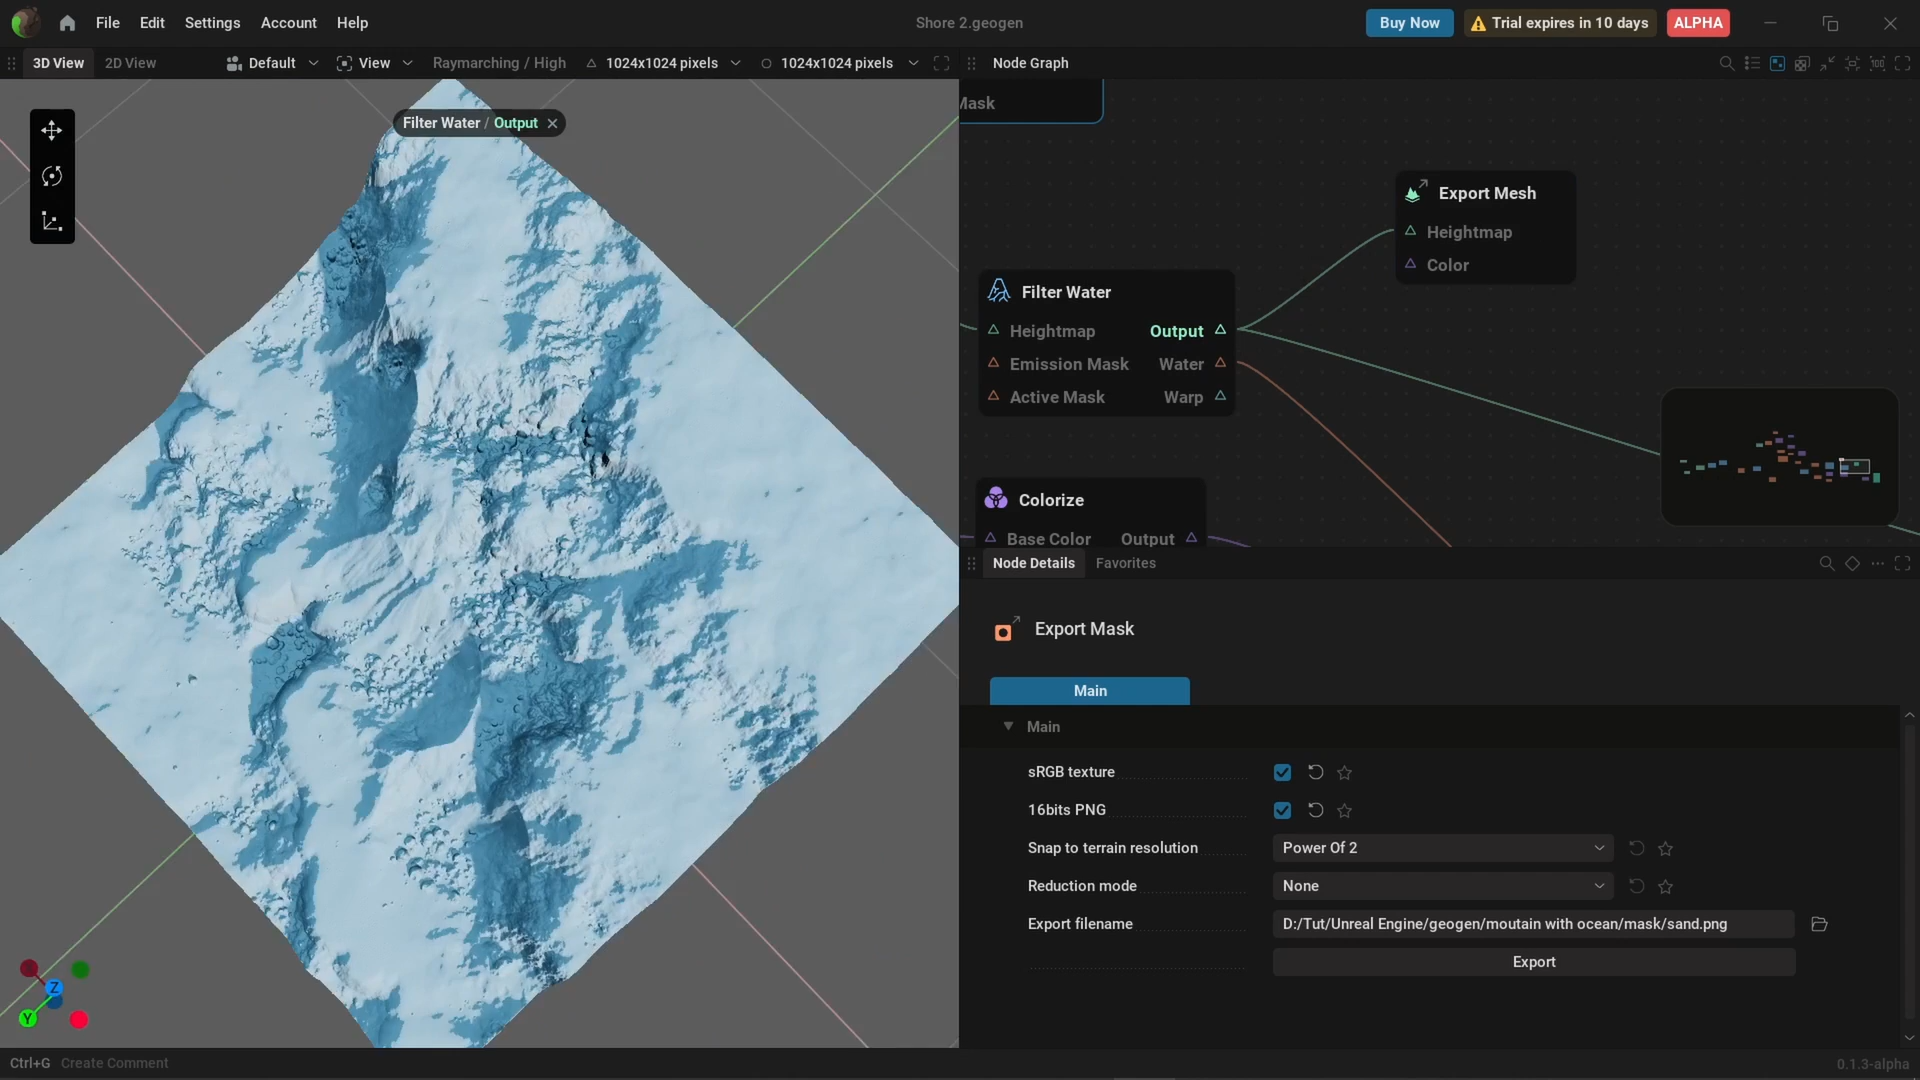 File Edit Settings Account Help
Shore 2.geogen
Buy Now
Trial expires in 10 days
ALPHA
3D View 2D View
Default View Raymarching / High 1024x1024 pixels 1024x1024 pixels
Filter Water / Output
Z
Y
Node Graph
Mask
Export Mesh
Heightmap
Color
Filter Water
Heightmap Output
Emission Mask Water
Active Mask Warp
Colorize
Base Color Output
Node Details Favorites
Export Mask
Main
Main
sRGB texture
16bits PNG
Snap to terrain resolution Power Of 2
Reduction mode None
Export filename D:/Tut/Unreal Engine/geogen/moutain with ocean/mask/sand.png
Export
Ctrl+G Create Comment
0.1.3-alpha